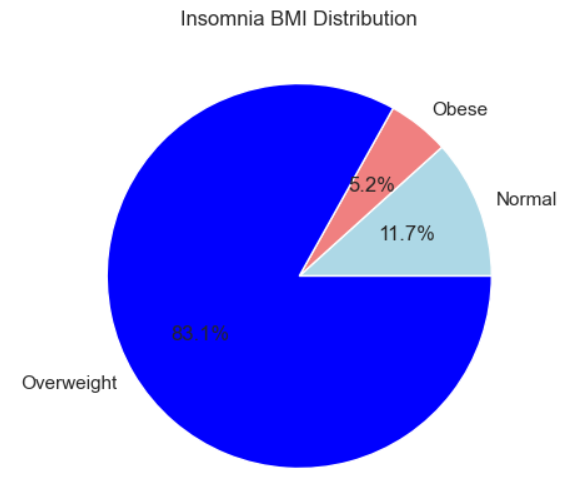 Insomnia BMI Distribution
Obese
5.2%
Normal
11.7%
83.1%
Overweight